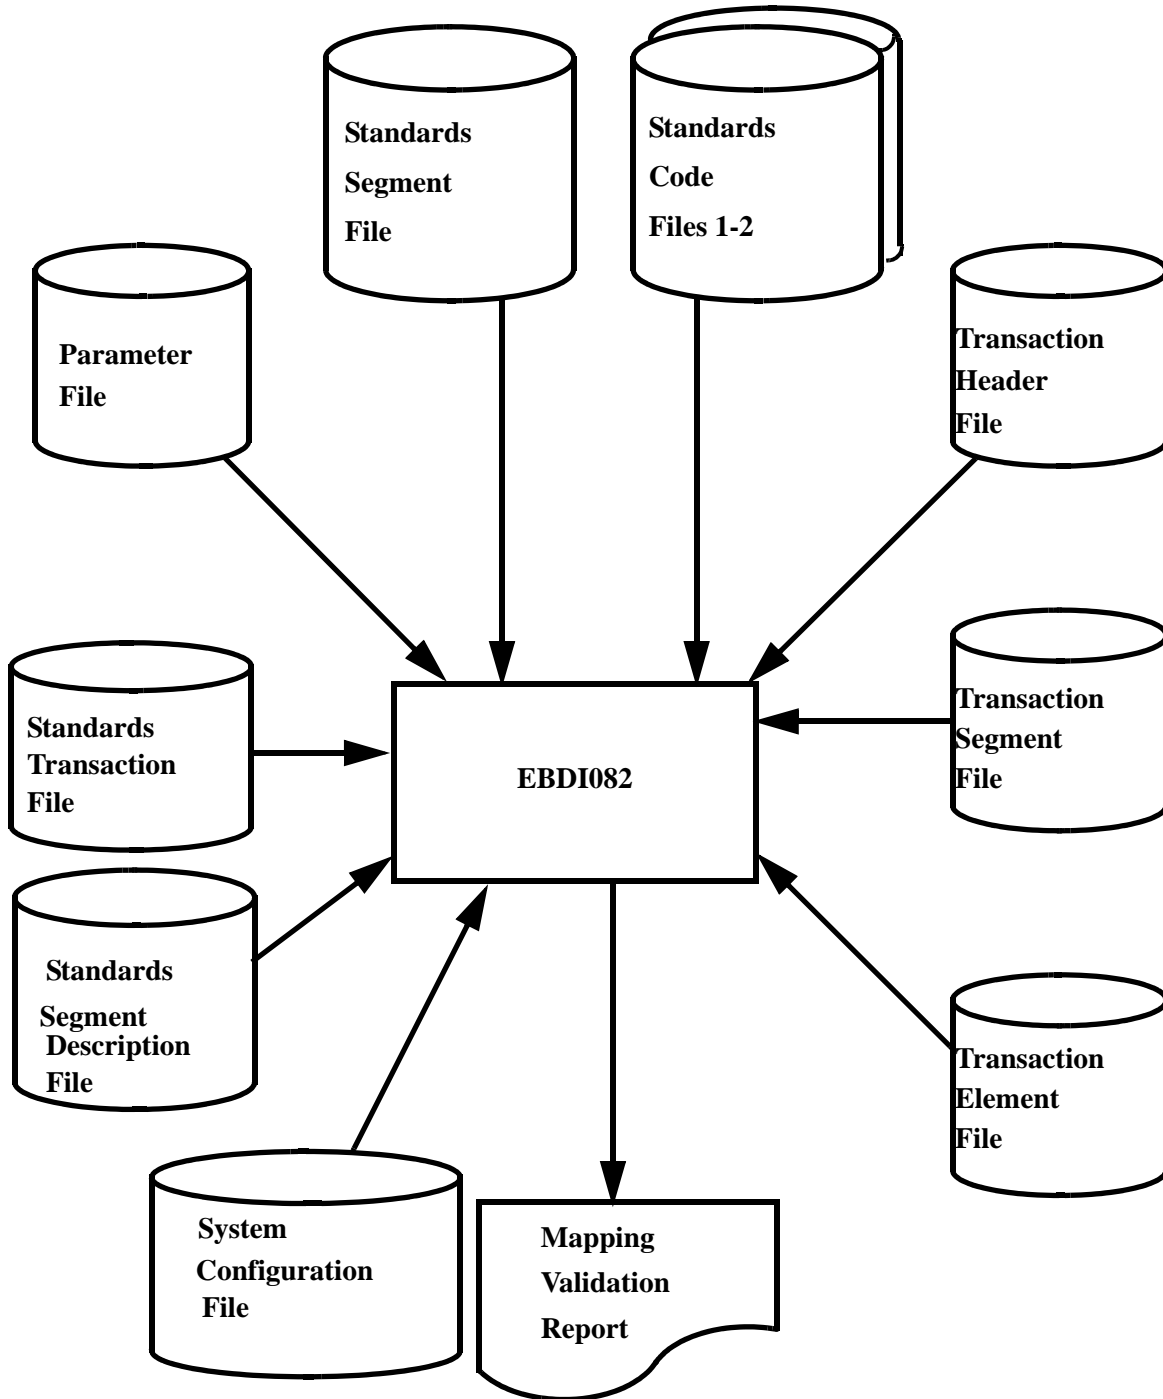 Standards
Segment
File
Standards
Code
Files 1-2
Parameter
File
Transaction
Header
File
Standards
Transaction
File
EBDI082
Transaction
Segment
File
Standards
Segment
Description
File
Transaction
Element
File
System
Configuration
File
Mapping
Validation
Report